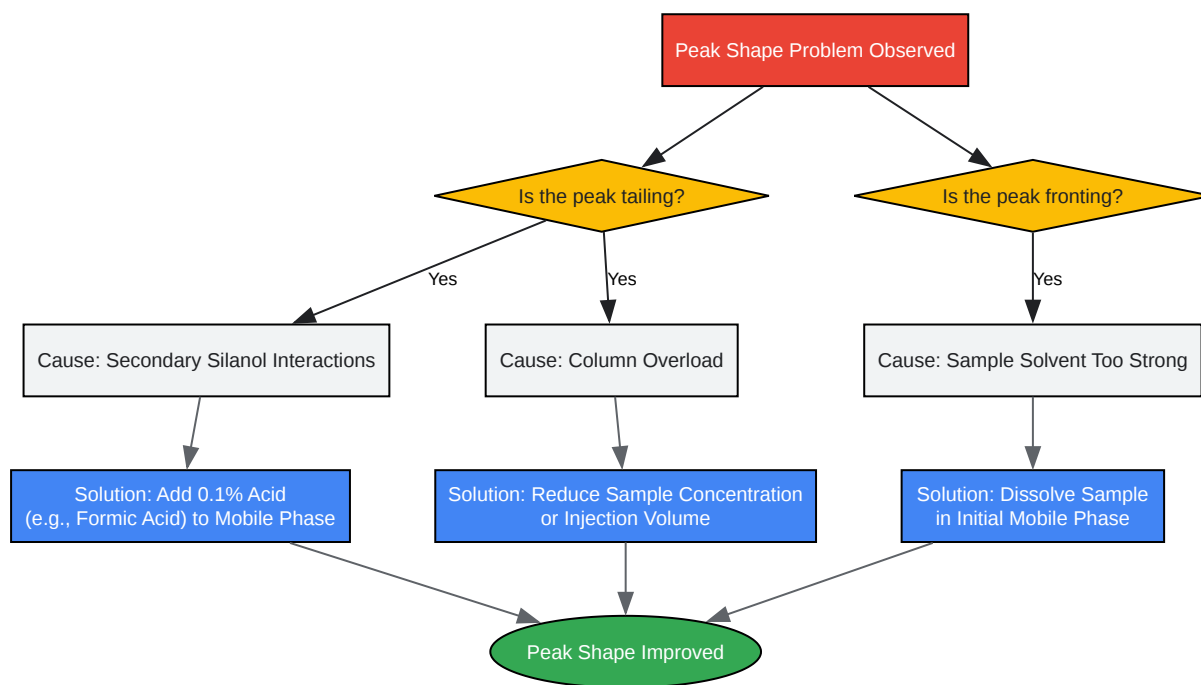 Peak Shape Problem Observed
Is the peak tailing?
Is the peak fronting?
Yes
Yes
Yes
Cause: Secondary Silanol Interactions
Cause: Column Overload
Cause: Sample Solvent Too Strong
Solution: Add 0.1% Acid
(e.g., Formic Acid) to Mobile Phase
Solution: Reduce Sample Concentration
or Injection Volume
Solution: Dissolve Sample
in Initial Mobile Phase
Peak Shape Improved